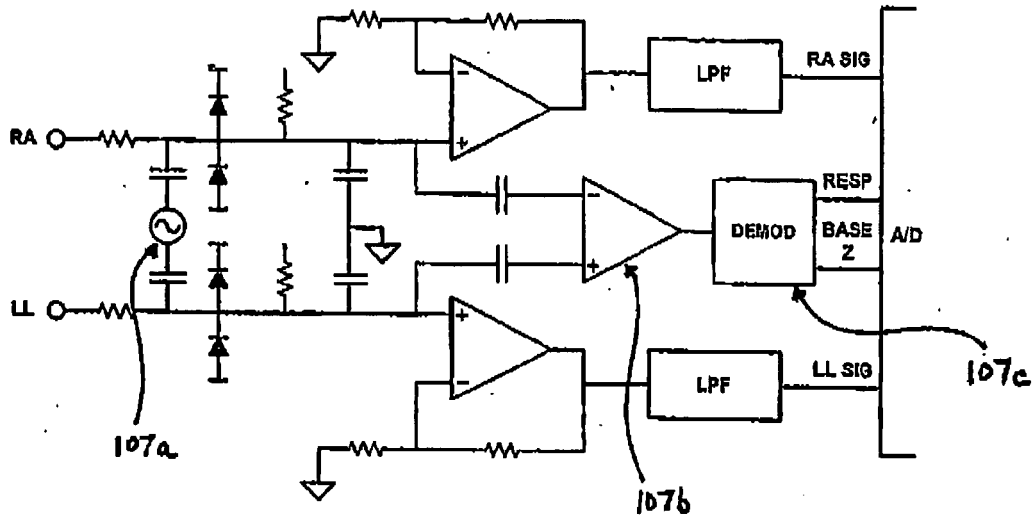 LPF
RA SIG
RA
RESP
DEMOD
BASE
Z
A/D
LL
107c
LPF
LL SIG
107a
107b